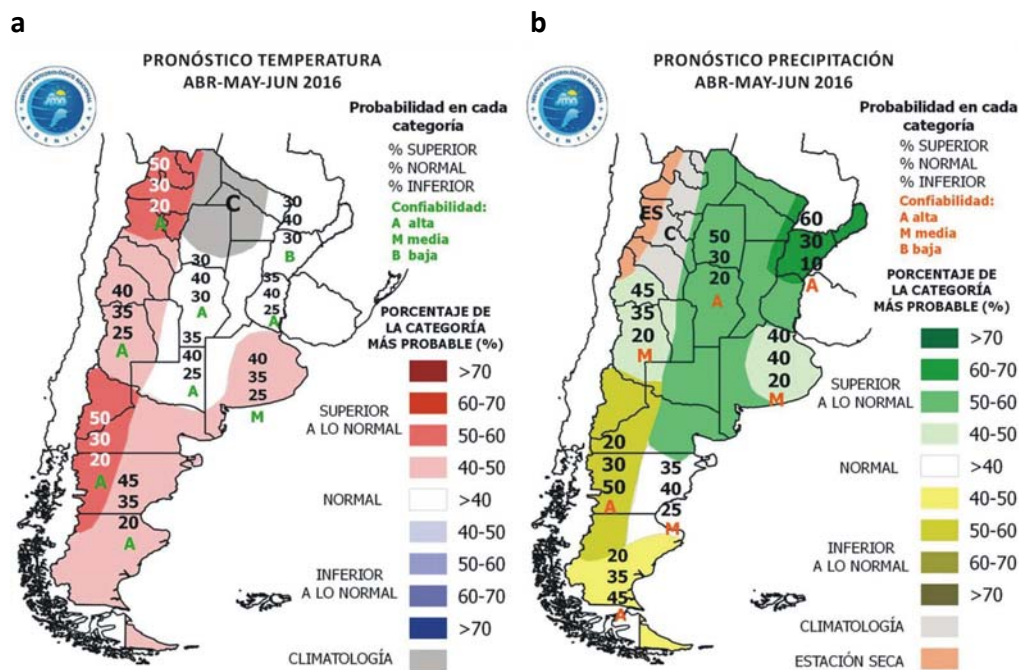 a
PRONÓSTICO TEMPERATURA
ABR-MAY-JUN 2016
Probabilidad en cada
categoría
% SUPERIOR
% NORMAL
% INFERIOR
Confiabilidad:
A alta
M media
B baja
50
30
20
A
C
30
40
30
B
30
40
30
A
35
40
25
A
40
35
25
A
35
40
25
A
40
35
25
M
50
30
20
A
45
35
20
A
PORCENTAJE DE
LA CATEGORÍA
MÁS PROBABLE (%)
SUPERIOR
A LO NORMAL
>70
60-70
50-60
40-50
NORMAL
>40
INFERIOR
A LO NORMAL
40-50
50-60
60-70
>70
CLIMATOLOGÍA
b
PRONÓSTICO PRECIPITACIÓN
ABR-MAY-JUN 2016
Probabilidad en cada
categoría
% SUPERIOR
% NORMAL
% INFERIOR
Confiabilidad:
A alta
M media
B baja
ES
C
60
30
10
A
50
30
20
A
45
35
20
M
40
40
20
M
20
30
50
A
35
40
25
M
20
35
45
A
PORCENTAJE DE
LA CATEGORÍA
MÁS PROBABLE (%)
SUPERIOR
A LO NORMAL
>70
60-70
50-60
40-50
NORMAL
>40
INFERIOR
A LO NORMAL
40-50
50-60
60-70
>70
CLIMATOLOGÍA
ESTACIÓN SECA